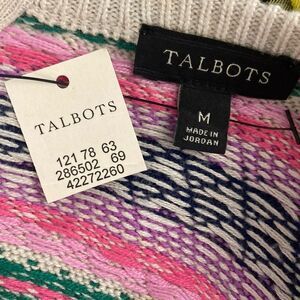 TALBOTS
121 78 63
286502 69
42272260
TALBOTS
M
MADE IN
JORDAN